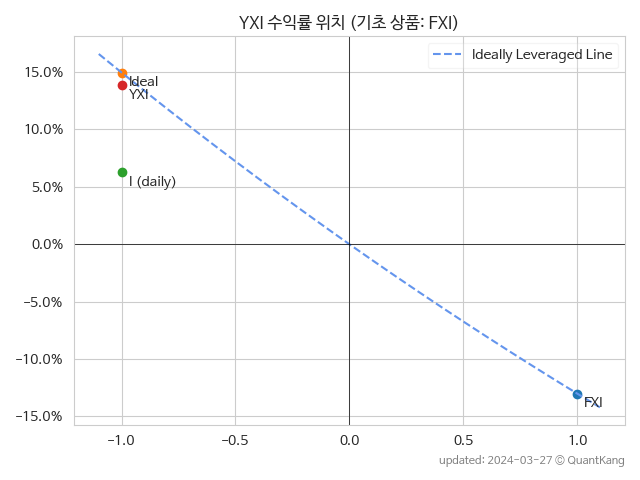 YXI 수익률 위치 (기초 상품: FXI)
Ideally Leveraged Line
15.0%
10.0%
5.0%
0.0%
−5.0%
−10.0%
−15.0%
Ideal
YXI
I (daily)
FXI
−1.0
−0.5
0.0
0.5
1.0
updated: 2024-03-27 © QuantKang